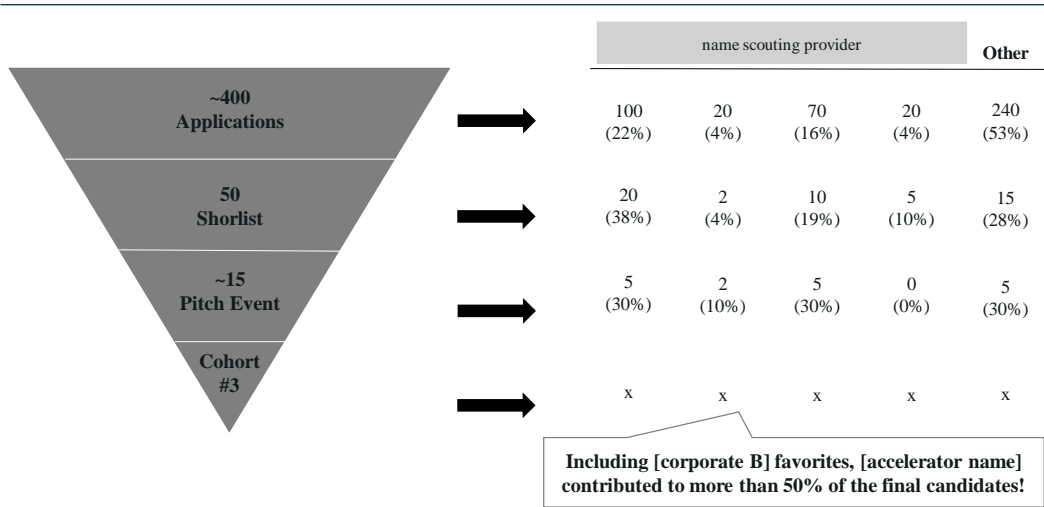 name scouting provider
Other
~400
Applications
100 20 70 20 240
(22%) (4%) (16%) (4%) (53%)
50
Shorlist
20 2 10 5 15
(38%) (4%) (19%) (10%) (28%)
~15
Pitch Event
5 2 5 0 5
(30%) (10%) (30%) (0%) (30%)
Cohort
#3
x x x x x
Including [corporate B] favorites, [accelerator name]
contributed to more than 50% of the final candidates!